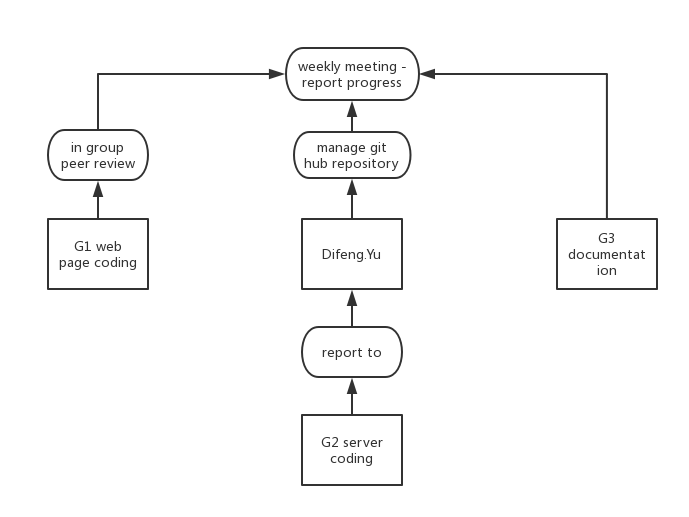 weekly meeting -
report progress
in group
peer review
manage git
hub repository
G1 web
page coding
Difeng.Yu
G3
documentat
ion
report to
G2 server
coding